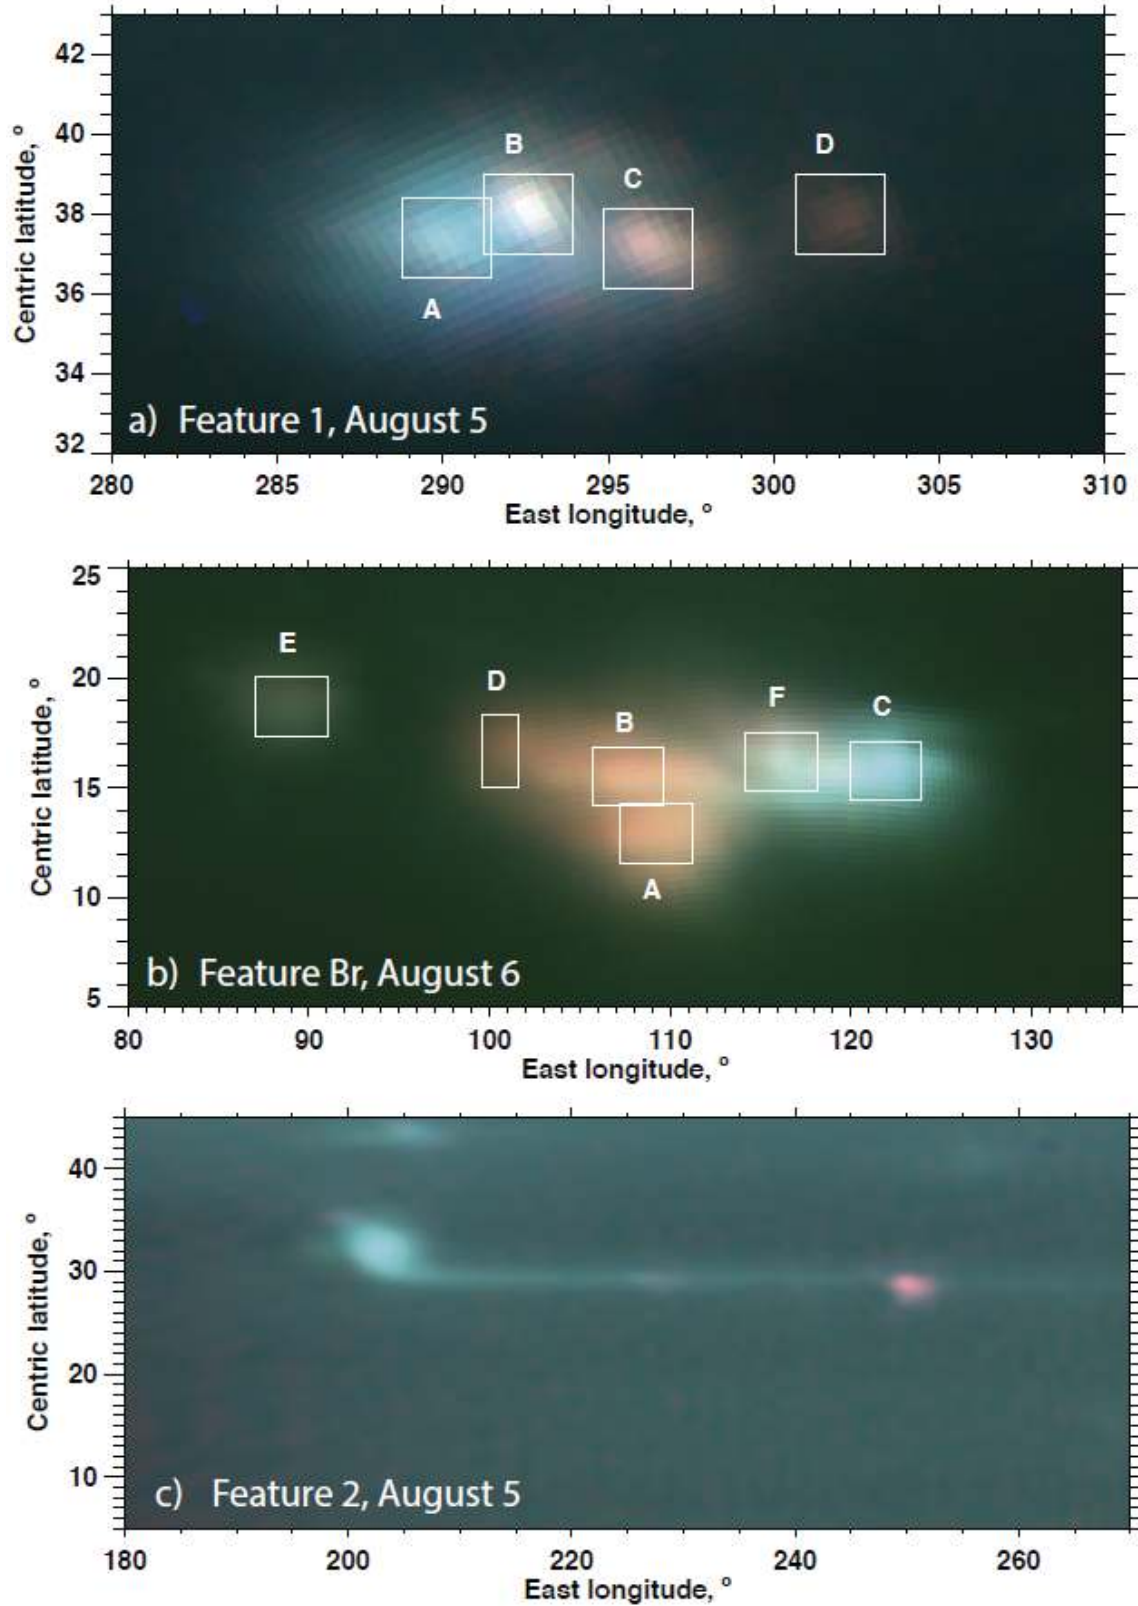 42
40
38
36
34
32
Centric latitude, °
B
C
D
A
a) Feature 1, August 5
280 285 290 295 300 305 310
East longitude, °
25
20
15
10
5
Centric latitude, °
E
D
B
F
C
A
b) Feature Br, August 6
80 90 100 110 120 130
East longitude, °
40
30
20
10
Centric latitude, °
c) Feature 2, August 5
180 200 220 240 260
East longitude, °